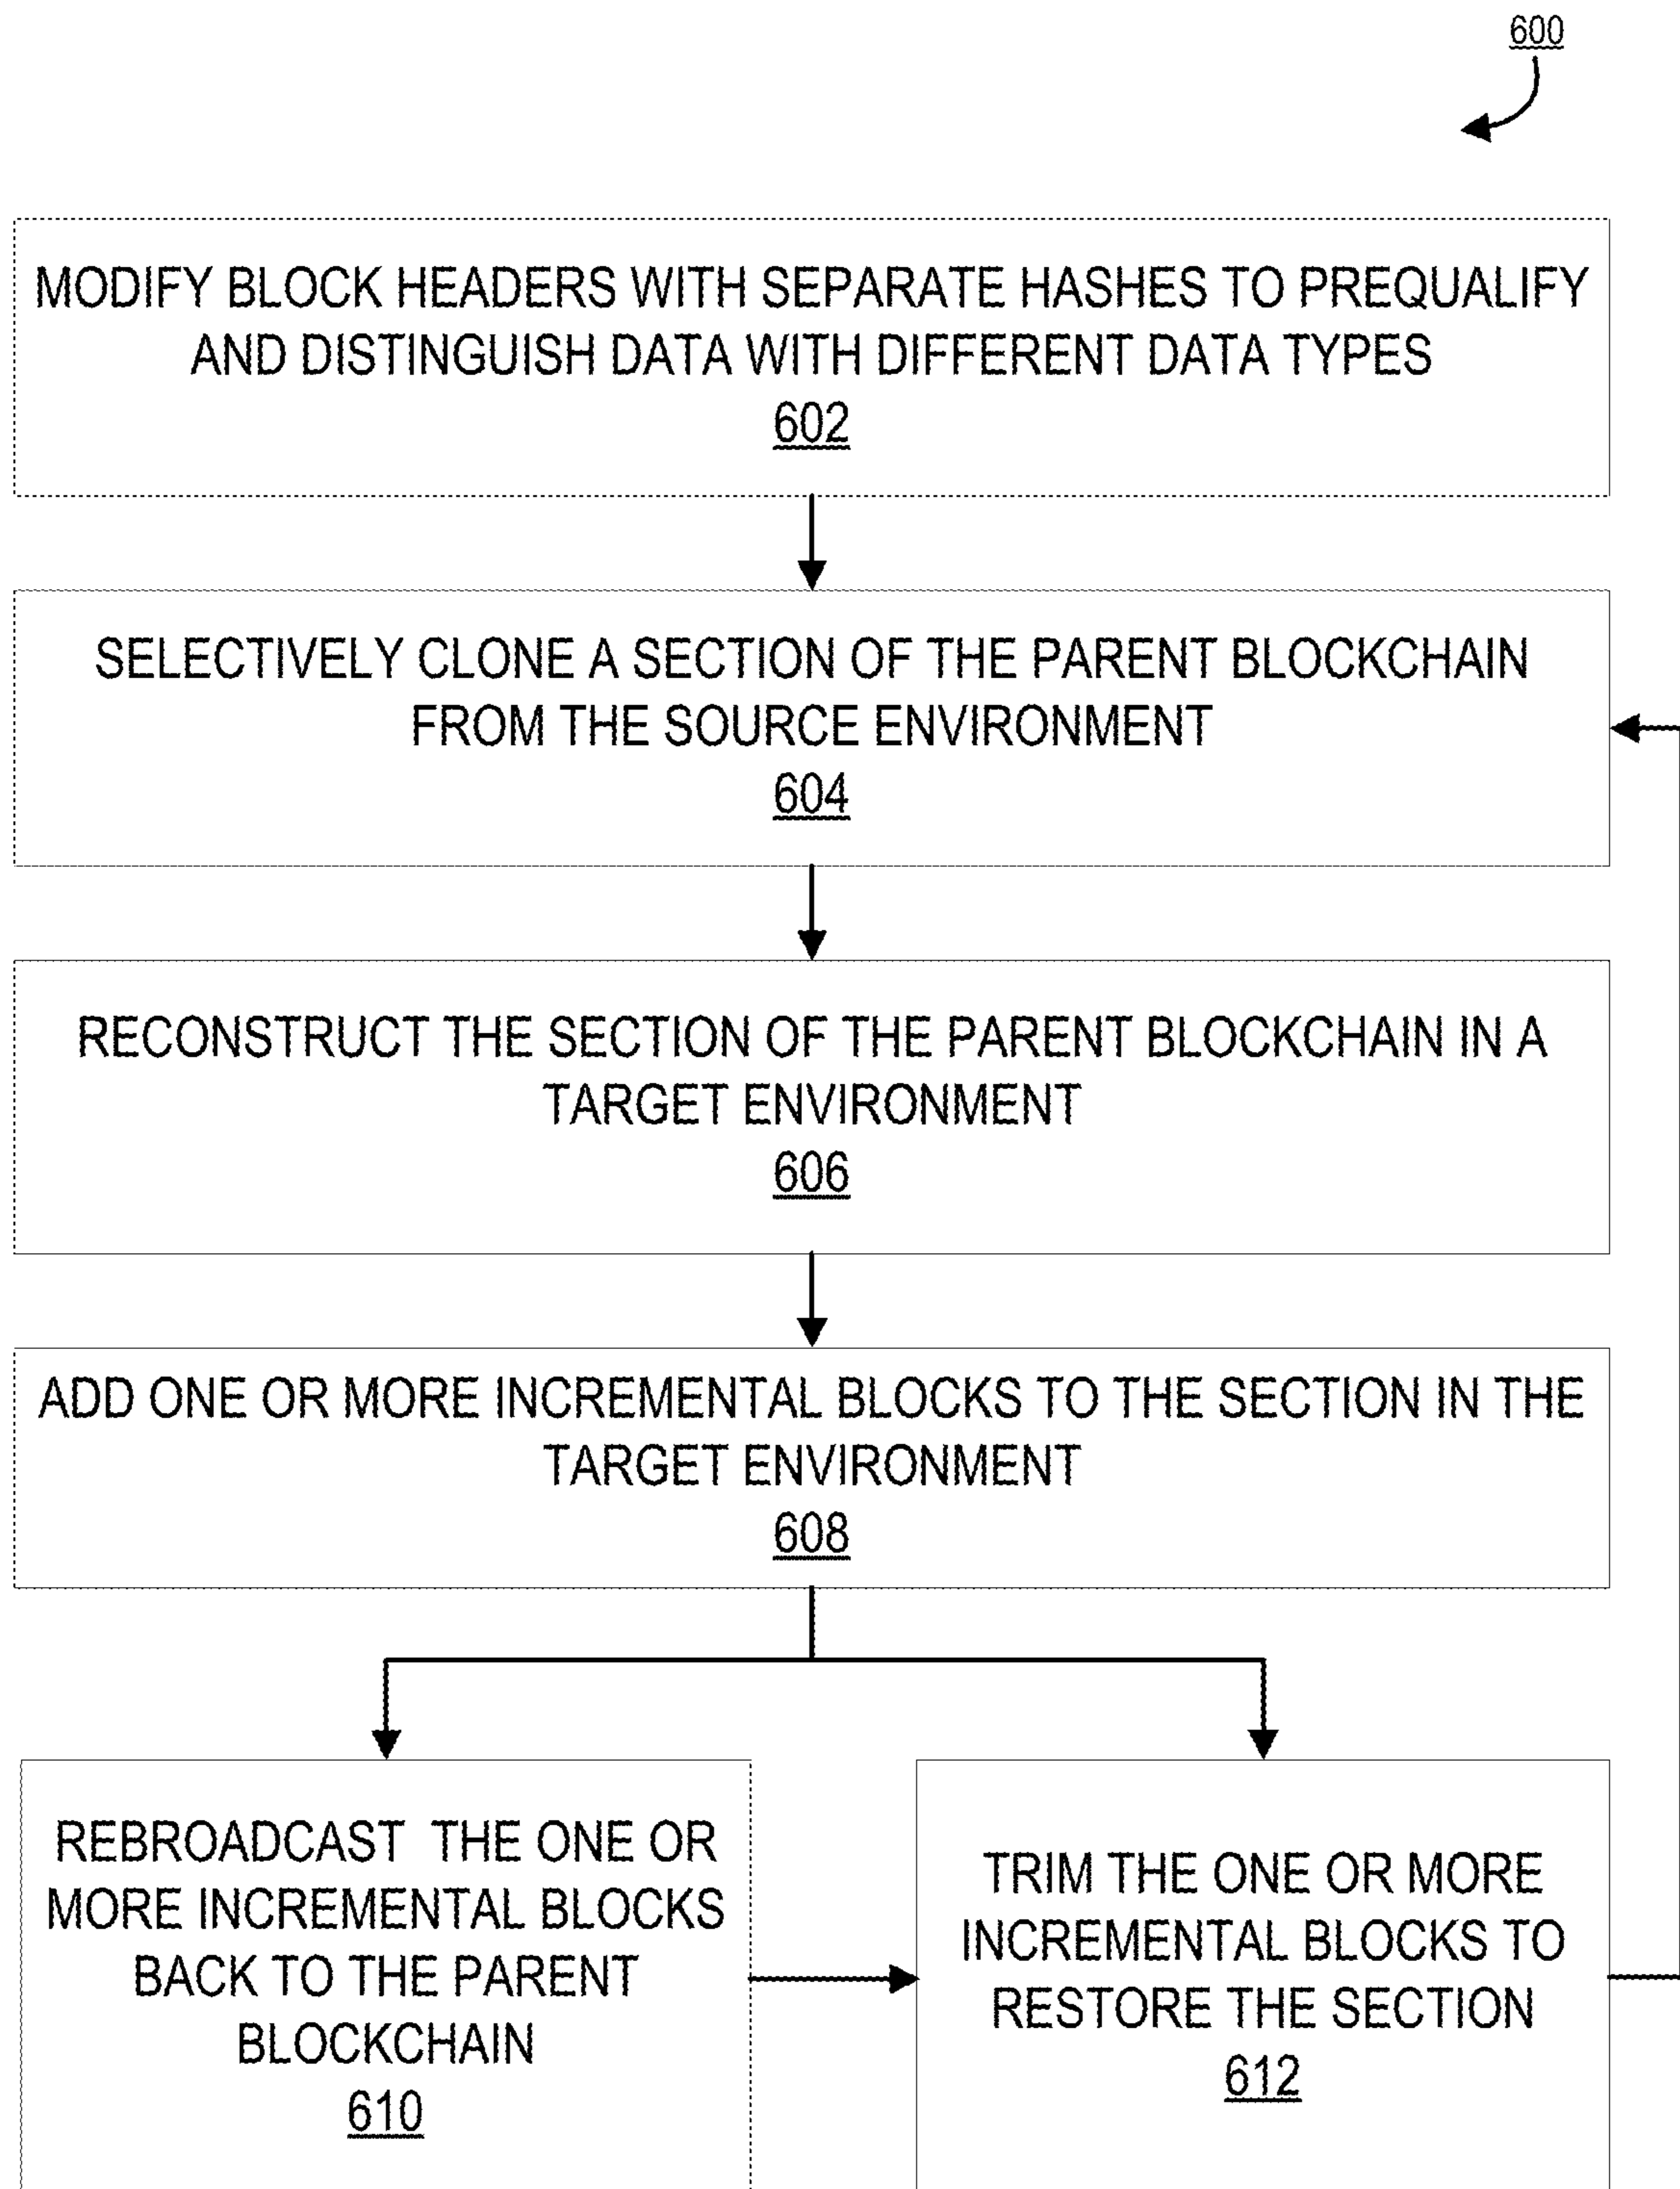 600
MODIFY BLOCK HEADERS WITH SEPARATE HASHES TO PREQUALIFY
AND DISTINGUISH DATA WITH DIFFERENT DATA TYPES
602
SELECTIVELY CLONE A SECTION OF THE PARENT BLOCKCHAIN
FROM THE SOURCE ENVIRONMENT
604
RECONSTRUCT THE SECTION OF THE PARENT BLOCKCHAIN IN A
TARGET ENVIRONMENT
606
ADD ONE OR MORE INCREMENTAL BLOCKS TO THE SECTION IN THE
TARGET ENVIRONMENT
608
REBROADCAST THE ONE OR
MORE INCREMENTAL BLOCKS
BACK TO THE PARENT
BLOCKCHAIN
610
TRIM THE ONE OR MORE
INCREMENTAL BLOCKS TO
RESTORE THE SECTION
612